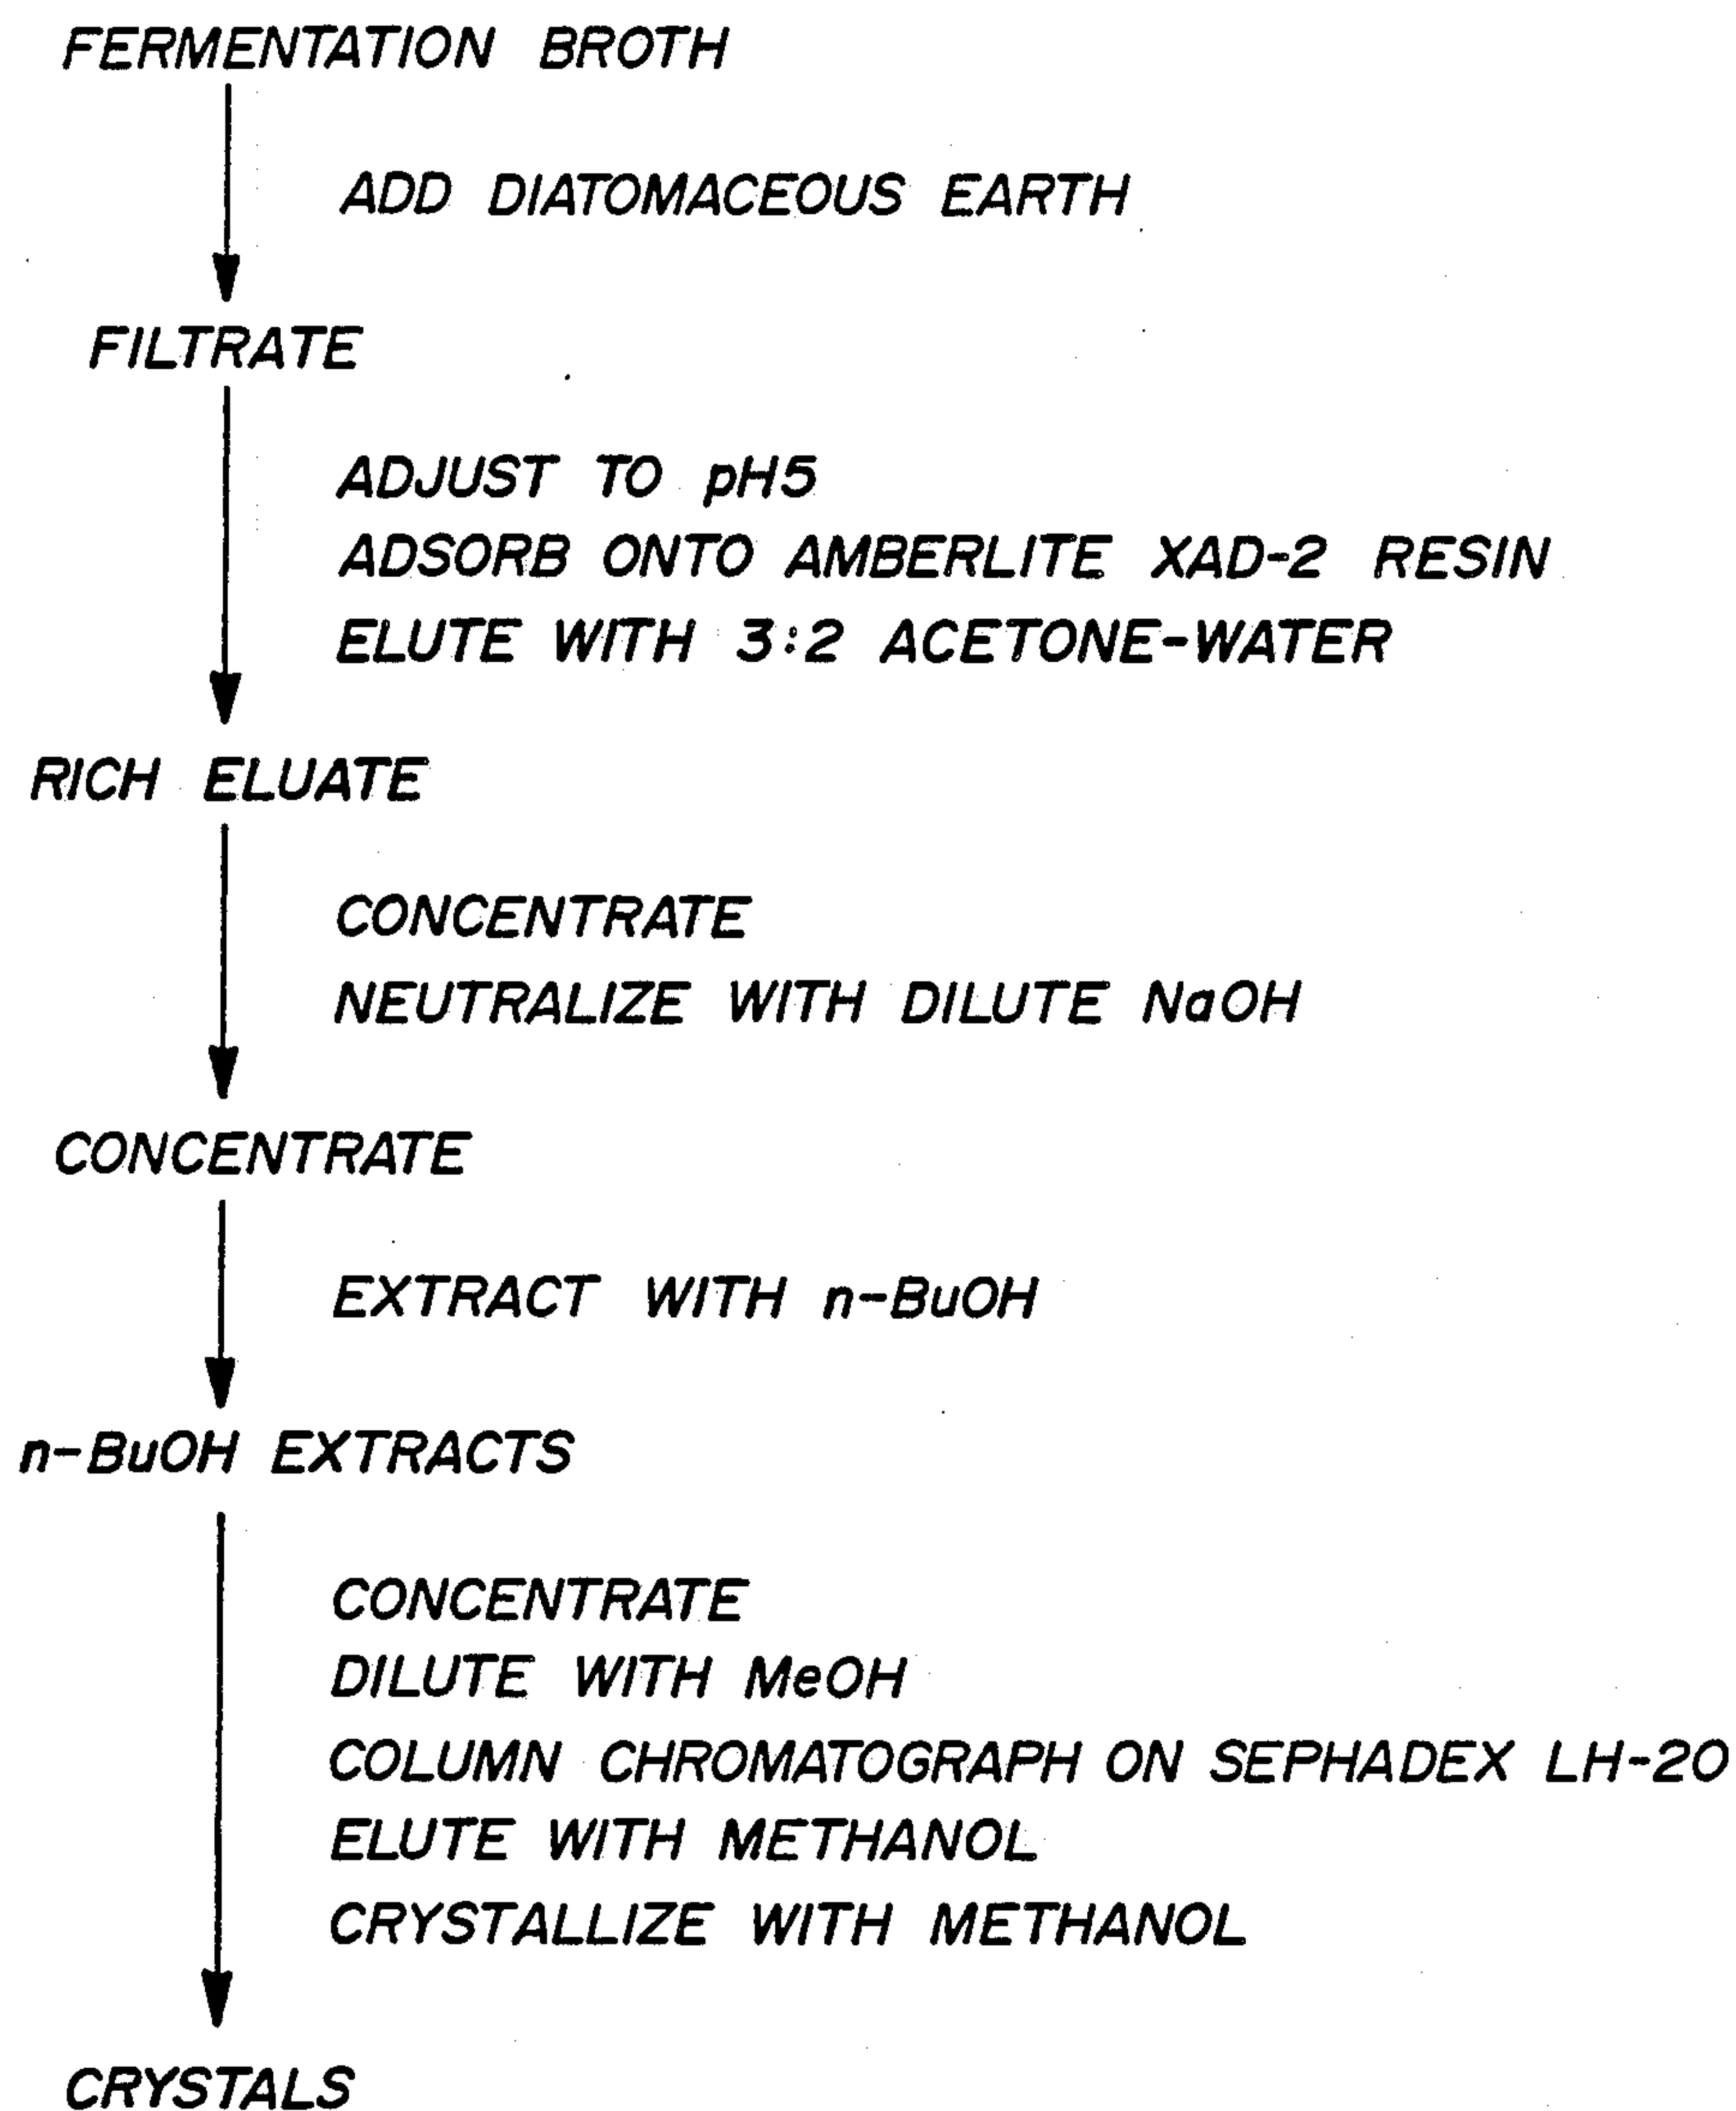 FERMENTATION BROTH
ADD DIATOMACEOUS EARTH
FILTRATE
ADJUST TO pH5
ADSORB ONTO AMBERLITE XAD-2 RESIN
ELUTE WITH 3:2 ACETONE-WATER
RICH ELUATE
CONCENTRATE
NEUTRALIZE WITH DILUTE NaOH
CONCENTRATE
EXTRACT WITH n-BuOH
n-BuOH EXTRACTS
CONCENTRATE
DILUTE WITH MeOH
COLUMN CHROMATOGRAPH ON SEPHADEX LH-20
ELUTE WITH METHANOL
CRYSTALLIZE WITH METHANOL
CRYSTALS